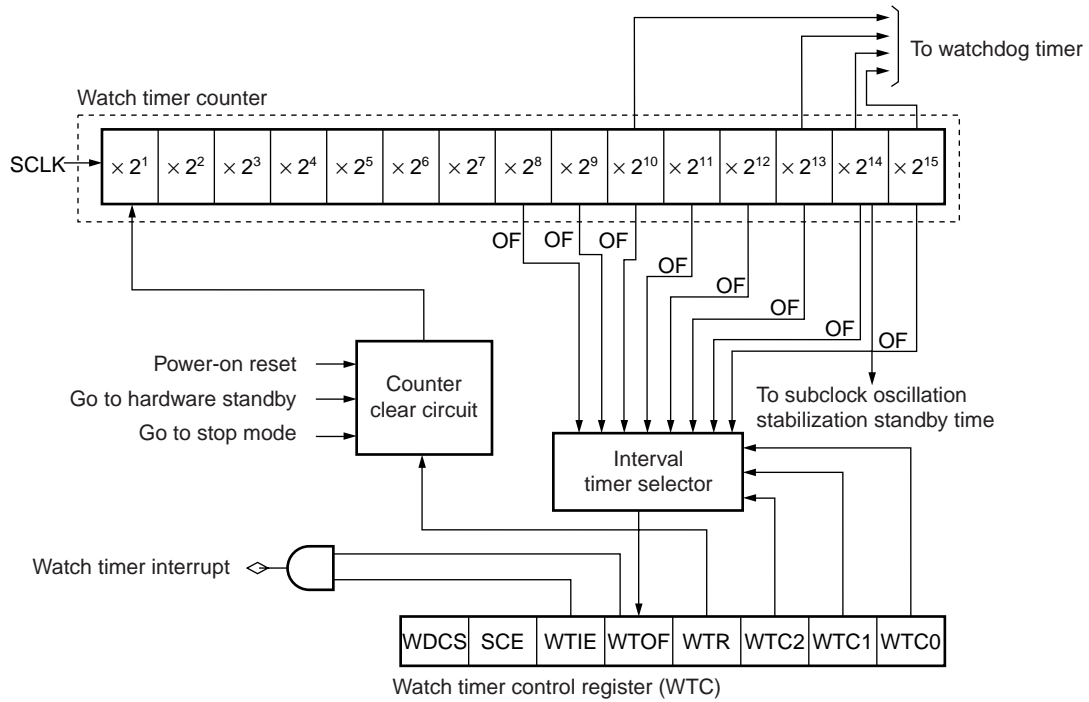 To watchdog timer
Watch timer counter
SCLK
× 2¹ × 2² × 2³ × 2⁴ × 2⁵ × 2⁶ × 2⁷ × 2⁸ × 2⁹ × 2¹⁰ × 2¹¹ × 2¹² × 2¹³ × 2¹⁴ × 2¹⁵
OF OF OF OF OF OF OF OF
Power-on reset
Go to hardware standby
Go to stop mode
Counter
clear circuit
To subclock oscillation
stabilization standby time
Interval
timer selector
Watch timer interrupt
WDCS SCE WTIE WTOF WTR WTC2 WTC1 WTC0
Watch timer control register (WTC)